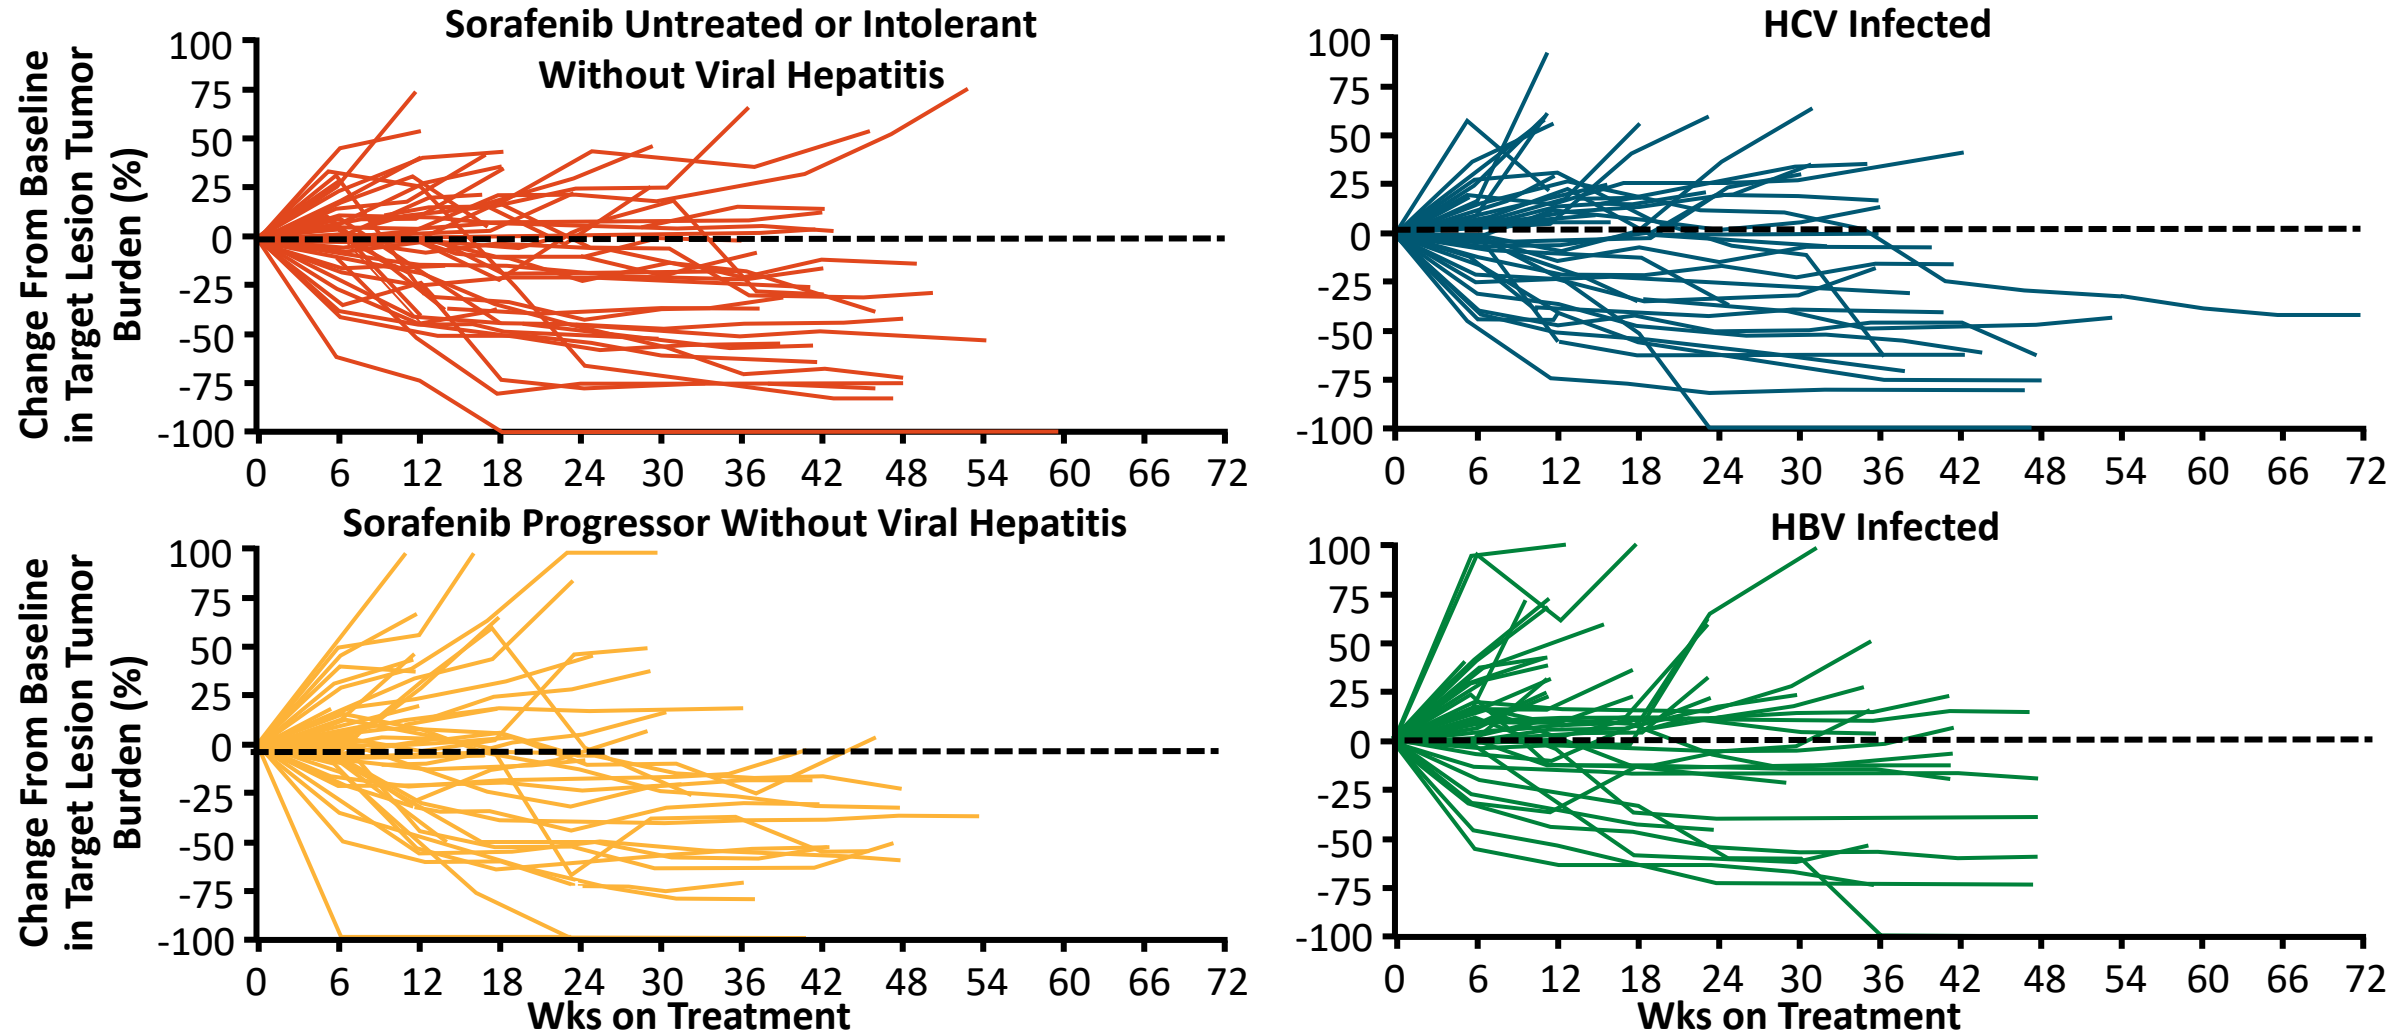 Sorafenib Untreated or Intolerant
Without Viral Hepatitis
Change From Baseline
in Target Lesion Tumor
Burden (%)
100
75
50
25
0
-25
-50
-75
-100
0 6 12 18 24 30 36 42 48 54 60 66 72
HCV Infected
100
75
50
25
0
-25
-50
-75
-100
0 6 12 18 24 30 36 42 48 54 60 66 72
Sorafenib Progressor Without Viral Hepatitis
Change From Baseline
in Target Lesion Tumor
Burden (%)
100
75
50
25
0
-25
-50
-75
-100
0 6 12 18 24 30 36 42 48 54 60 66 72
Wks on Treatment
HBV Infected
100
75
50
25
0
-25
-50
-75
-100
0 6 12 18 24 30 36 42 48 54 60 66 72
Wks on Treatment